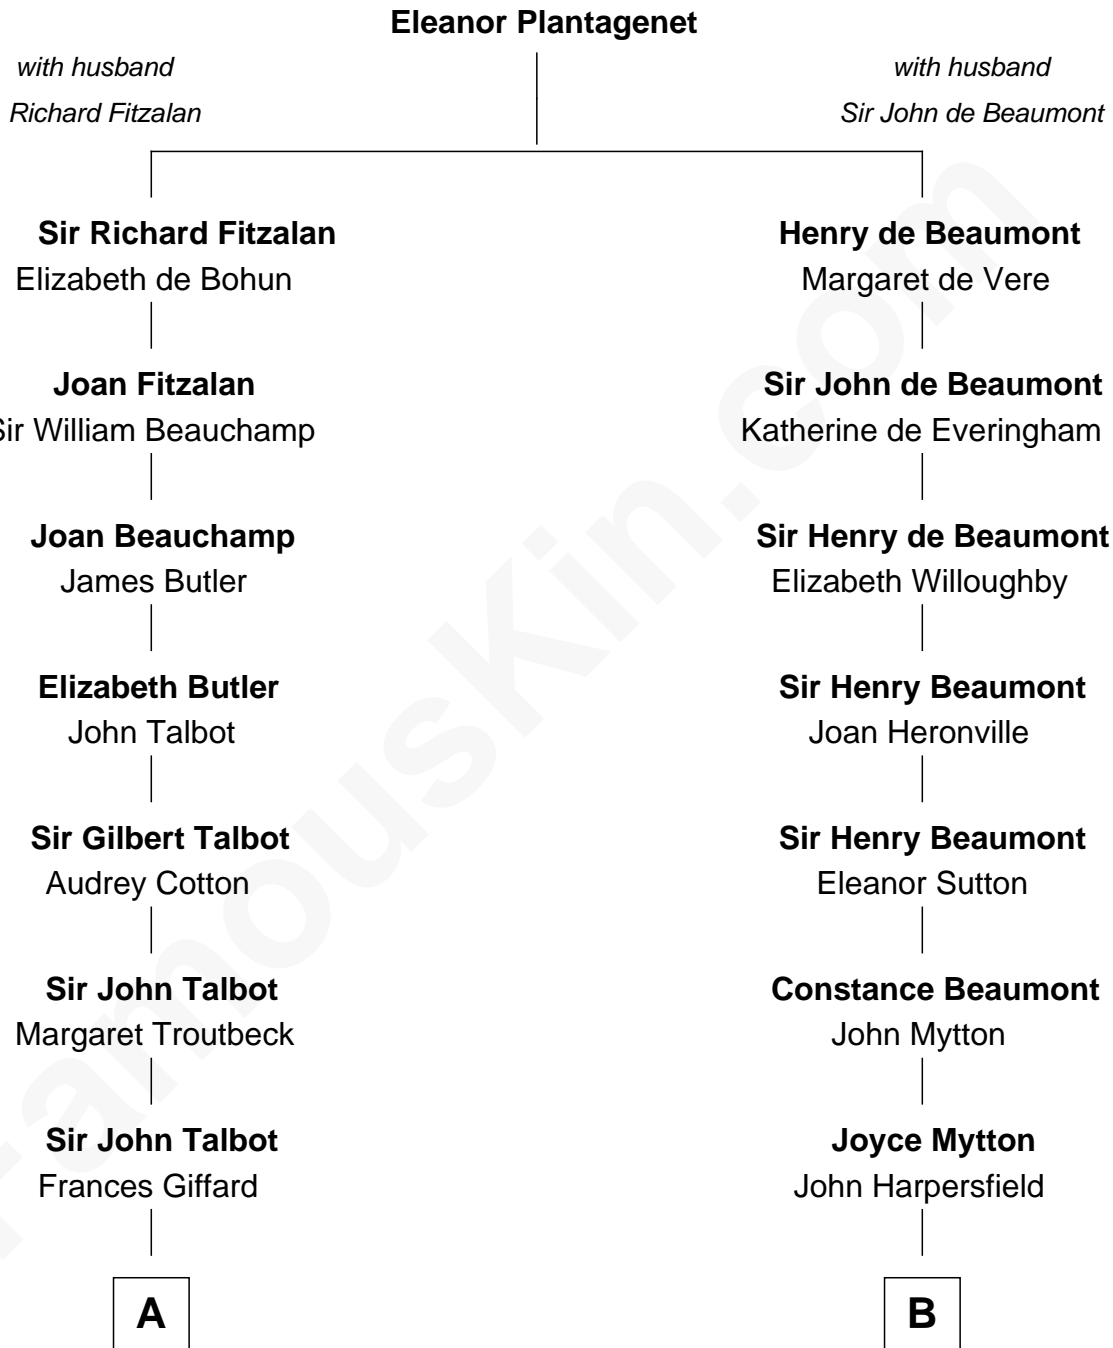 Eleanor Plantagenet
with husband
Richard Fitzalan
with husband
Sir John de Beaumont
Sir Richard Fitzalan
Elizabeth de Bohun
Henry de Beaumont
Margaret de Vere
Joan Fitzalan
Sir William Beauchamp
Sir John de Beaumont
Katherine de Everingham
Joan Beauchamp
James Butler
Sir Henry de Beaumont
Elizabeth Willoughby
Elizabeth Butler
John Talbot
Sir Henry Beaumont
Joan Heronville
Sir Gilbert Talbot
Audrey Cotton
Sir Henry Beaumont
Eleanor Sutton
Sir John Talbot
Margaret Troutbeck
Constance Beaumont
John Mytton
Sir John Talbot
Frances Giffard
Joyce Mytton
John Harpersfield
A
B
FamousKin.com